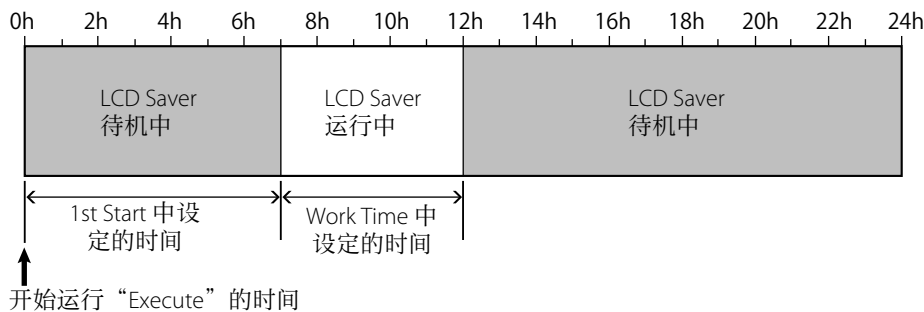 0h 2h 4h 6h 8h 10h 12h 14h 16h 18h 20h 22h 24h
LCD Saver
待机中
LCD Saver
运行中
LCD Saver
待机中
1st Start 中设
定的时间
Work Time 中
设定的时间
开始运行“Execute”的时间